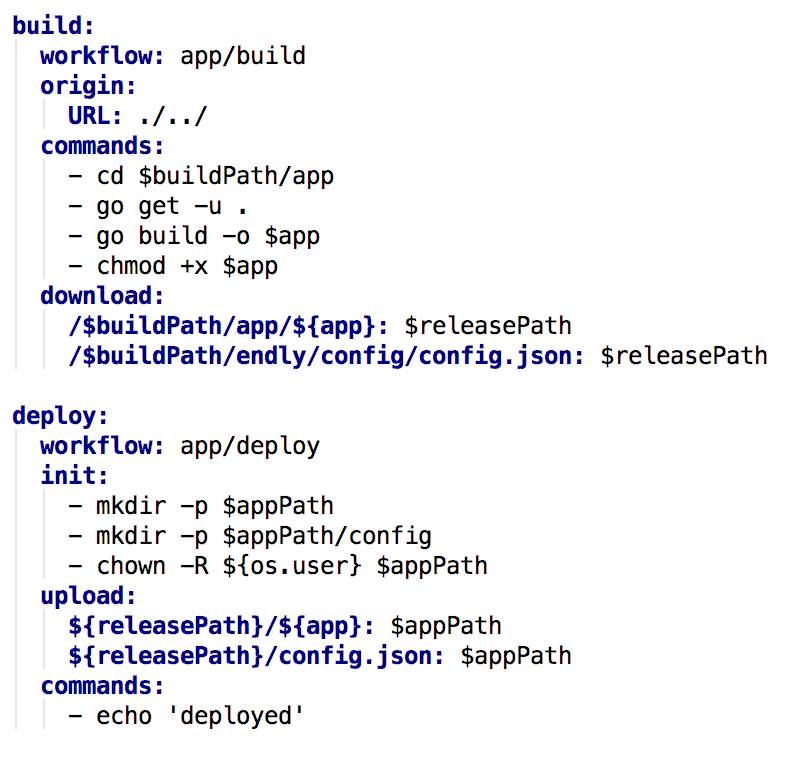 build:
  workflow: app/build
  origin:
    URL: ./../
  commands:
    - cd $buildPath/app
    - go get -u .
    - go build -o $app
    - chmod +x $app
  download:
    /$buildPath/app/${app}: $releasePath
    /$buildPath/endly/config/config.json: $releasePath

deploy:
  workflow: app/deploy
  init:
    - mkdir -p $appPath
    - mkdir -p $appPath/config
    - chown -R ${os.user} $appPath
  upload:
    ${releasePath}/${app}: $appPath
    ${releasePath}/config.json: $appPath
  commands:
    - echo 'deployed'